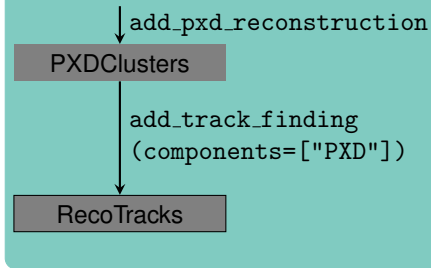 add_pxd_reconstruction
PXDClusters
add_track_finding
(components=["PXD"])
RecoTracks